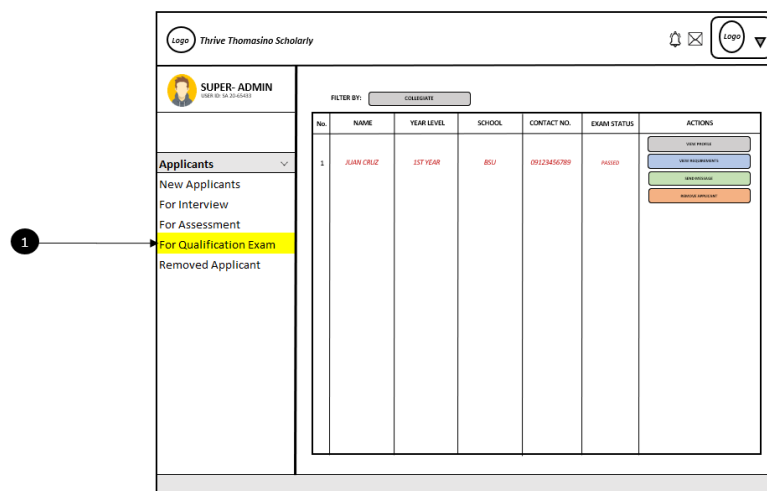 Logo Thrive Thomasino Scholarly Logo
SUPER- ADMIN
USER ID: SA 20-65433
FILTER BY: COLLEGIATE
No. NAME YEAR LEVEL SCHOOL CONTACT NO. EXAM STATUS ACTIONS
1 JUAN CRUZ 1ST YEAR BSU 09123456789 PASSED
VIEW PROFILE
VIEW REQUIREMENTS
SEND MESSAGE
REMOVE APPLICANT
Applicants
New Applicants
For Interview
For Assessment
1 For Qualification Exam
Removed Applicant